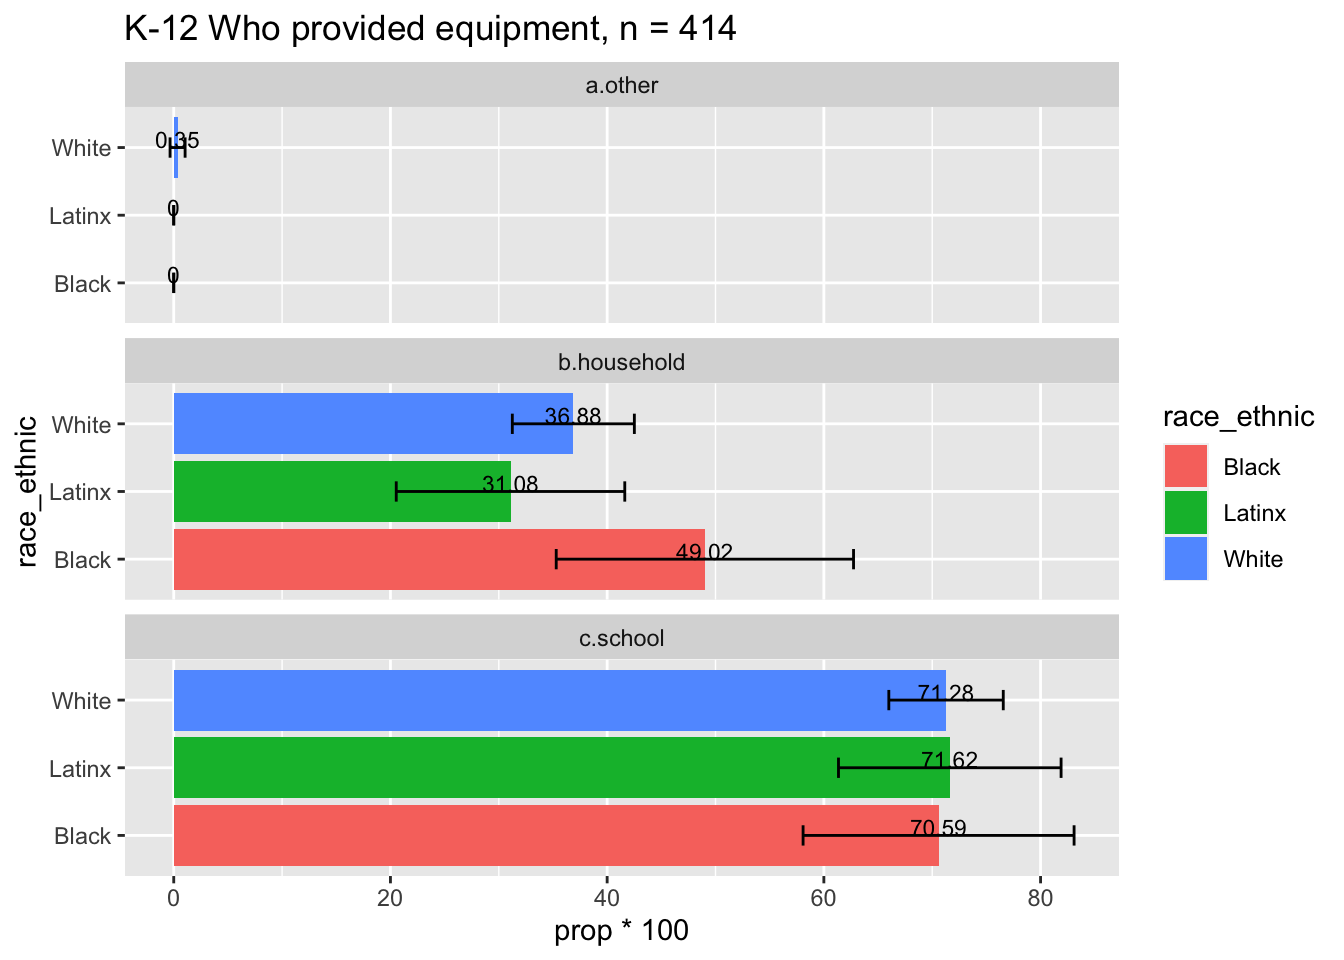 K-12 Who provided equipment, n = 414
a.other
White
0.35
Latinx
0
Black
0
b.household
White
36.88
Latinx
31.08
Black
49.02
c.school
White
71.28
Latinx
71.62
Black
70.59
0 20 40 60 80
prop * 100
race_ethnic
race_ethnic
Black
Latinx
White